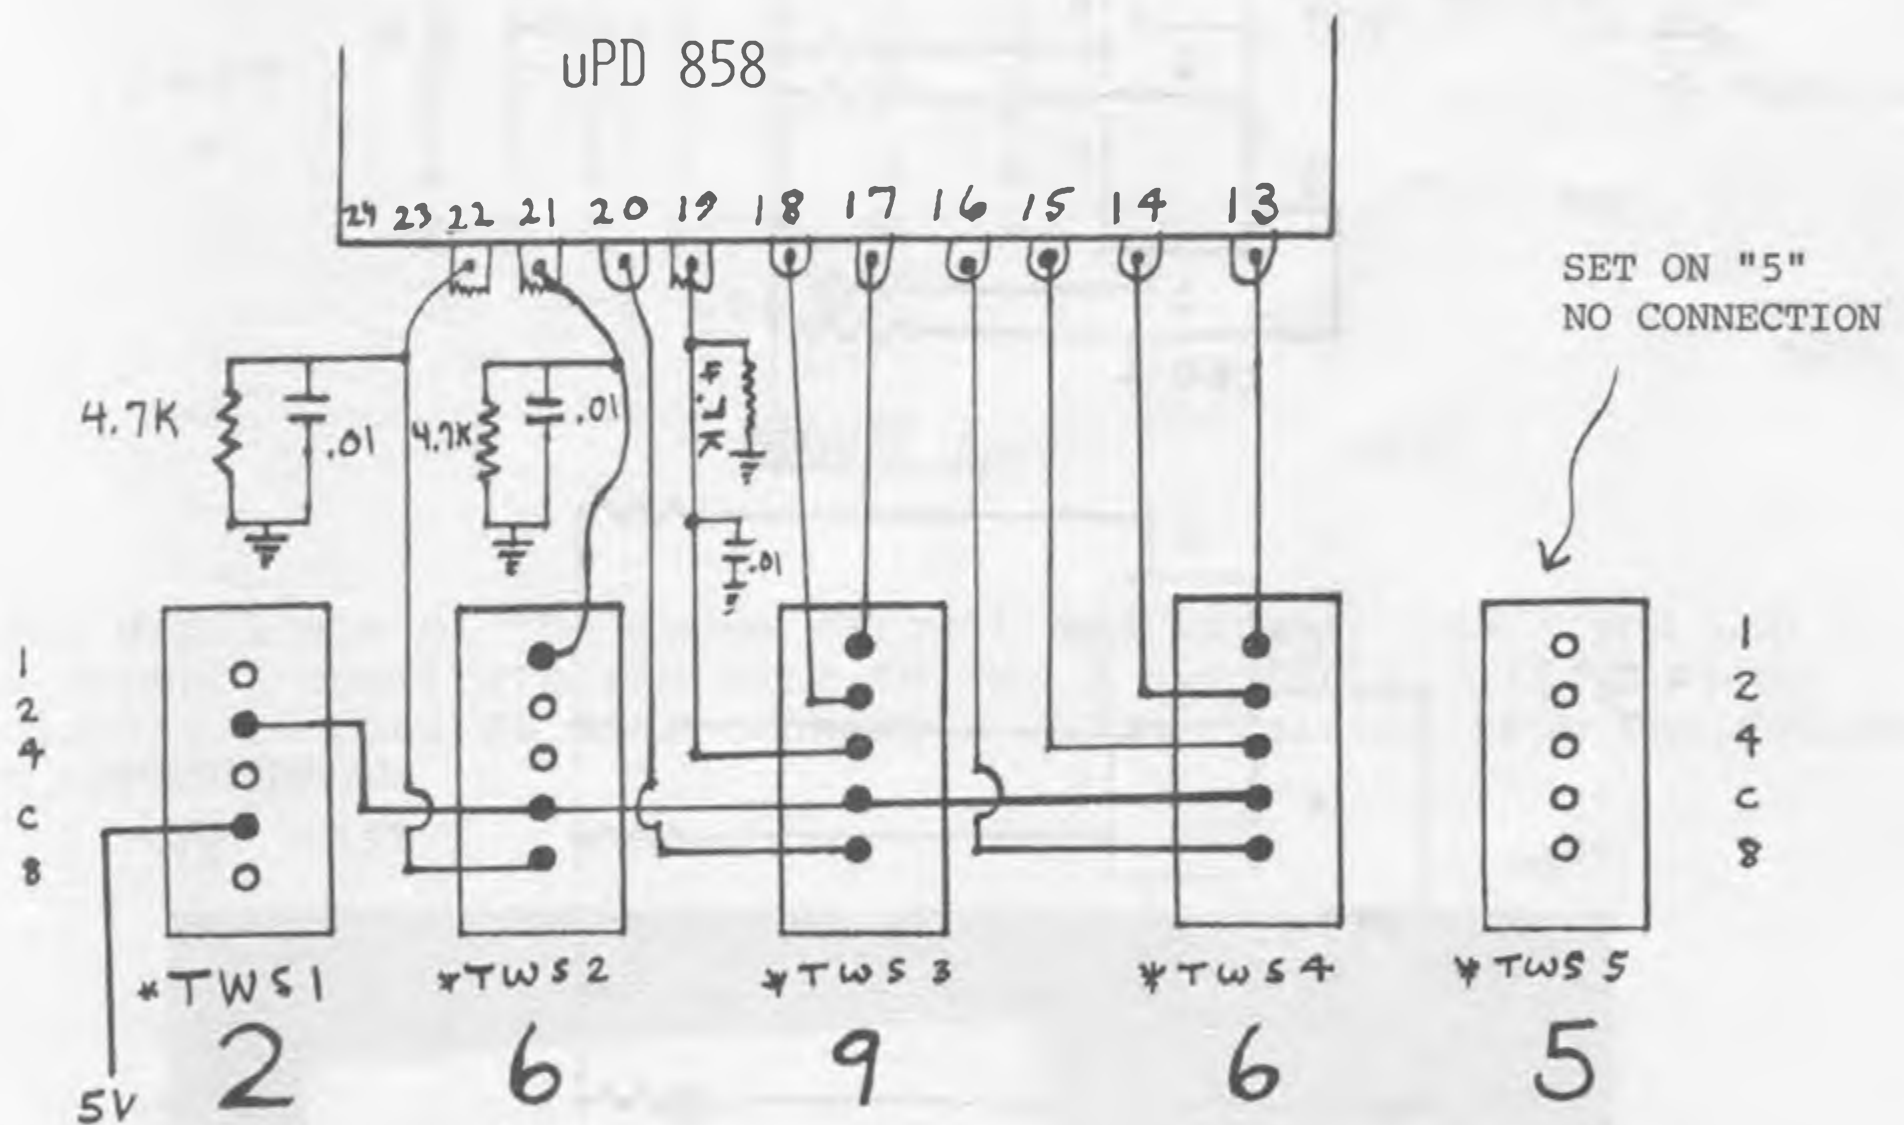 uPD 858
24 23 22 21 20 19 18 17 16 15 14 13
SET ON "5"
NO CONNECTION
4.7K
.01
4.7K
.01
4.7K
.01
1
2
4
C
8
1
2
4
C
8
*TWS1
*TWS2
*TWS3
*TWS4
*TWS5
2 6 9 6 5
5V